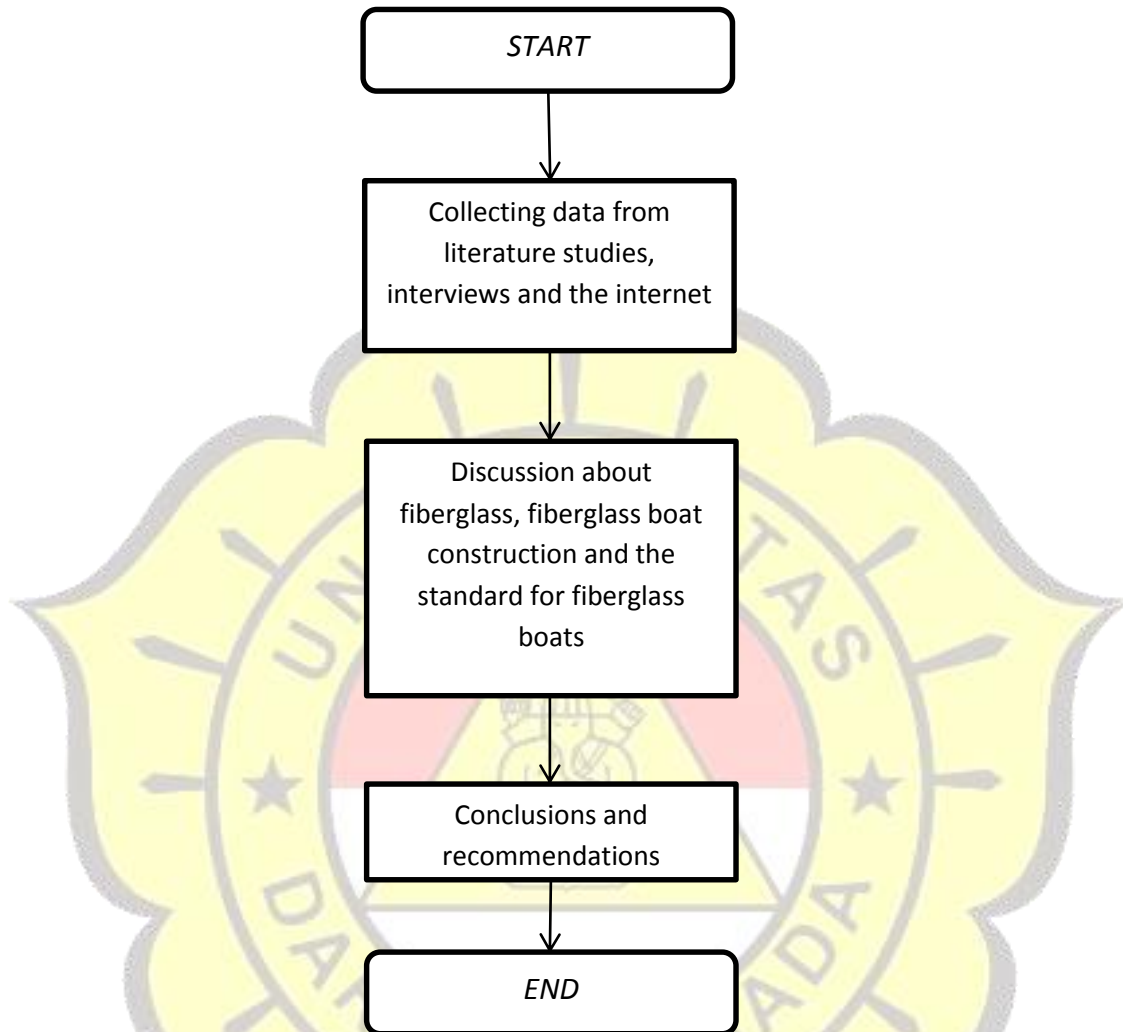 START
Collecting data from
literature studies,
interviews and the internet
Discussion about
fiberglass, fiberglass boat
construction and the
standard for fiberglass
boats
Conclusions and
recommendations
END